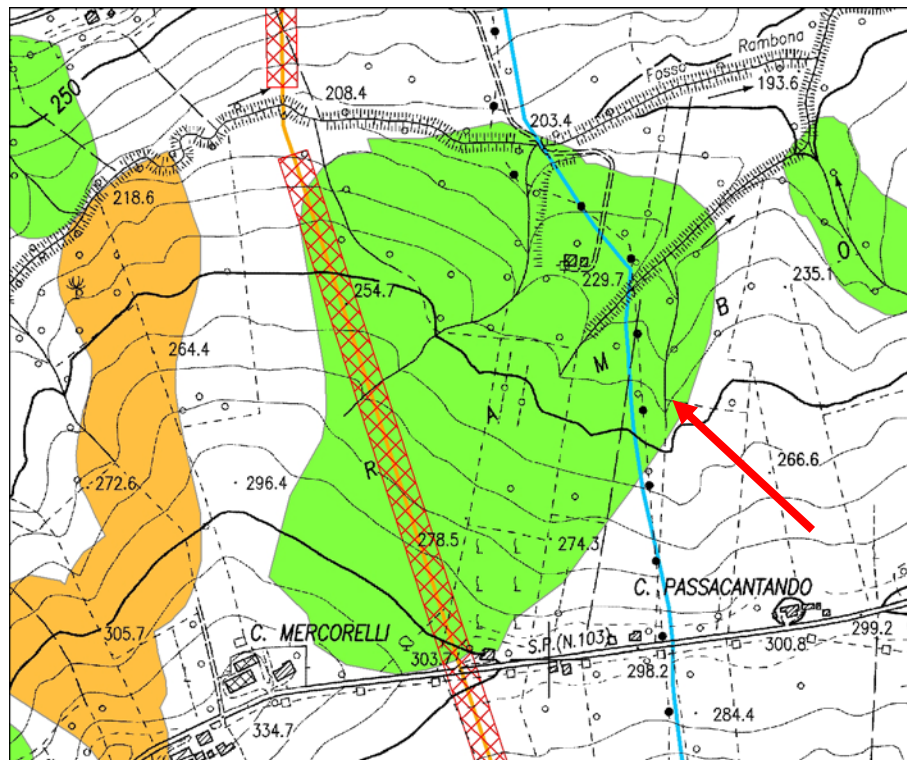 250
208.4
Fosso Rambona
193.6
203.4
218.6
O
235.1
229.7
254.7
B
264.4
M
A
R
266.6
272.6
296.4
278.5
274.3
C. PASSACANTANDO
305.7
C. MERCORELLI
S.P.(N.103)
299.2
303
300.8
298.2
334.7
284.4